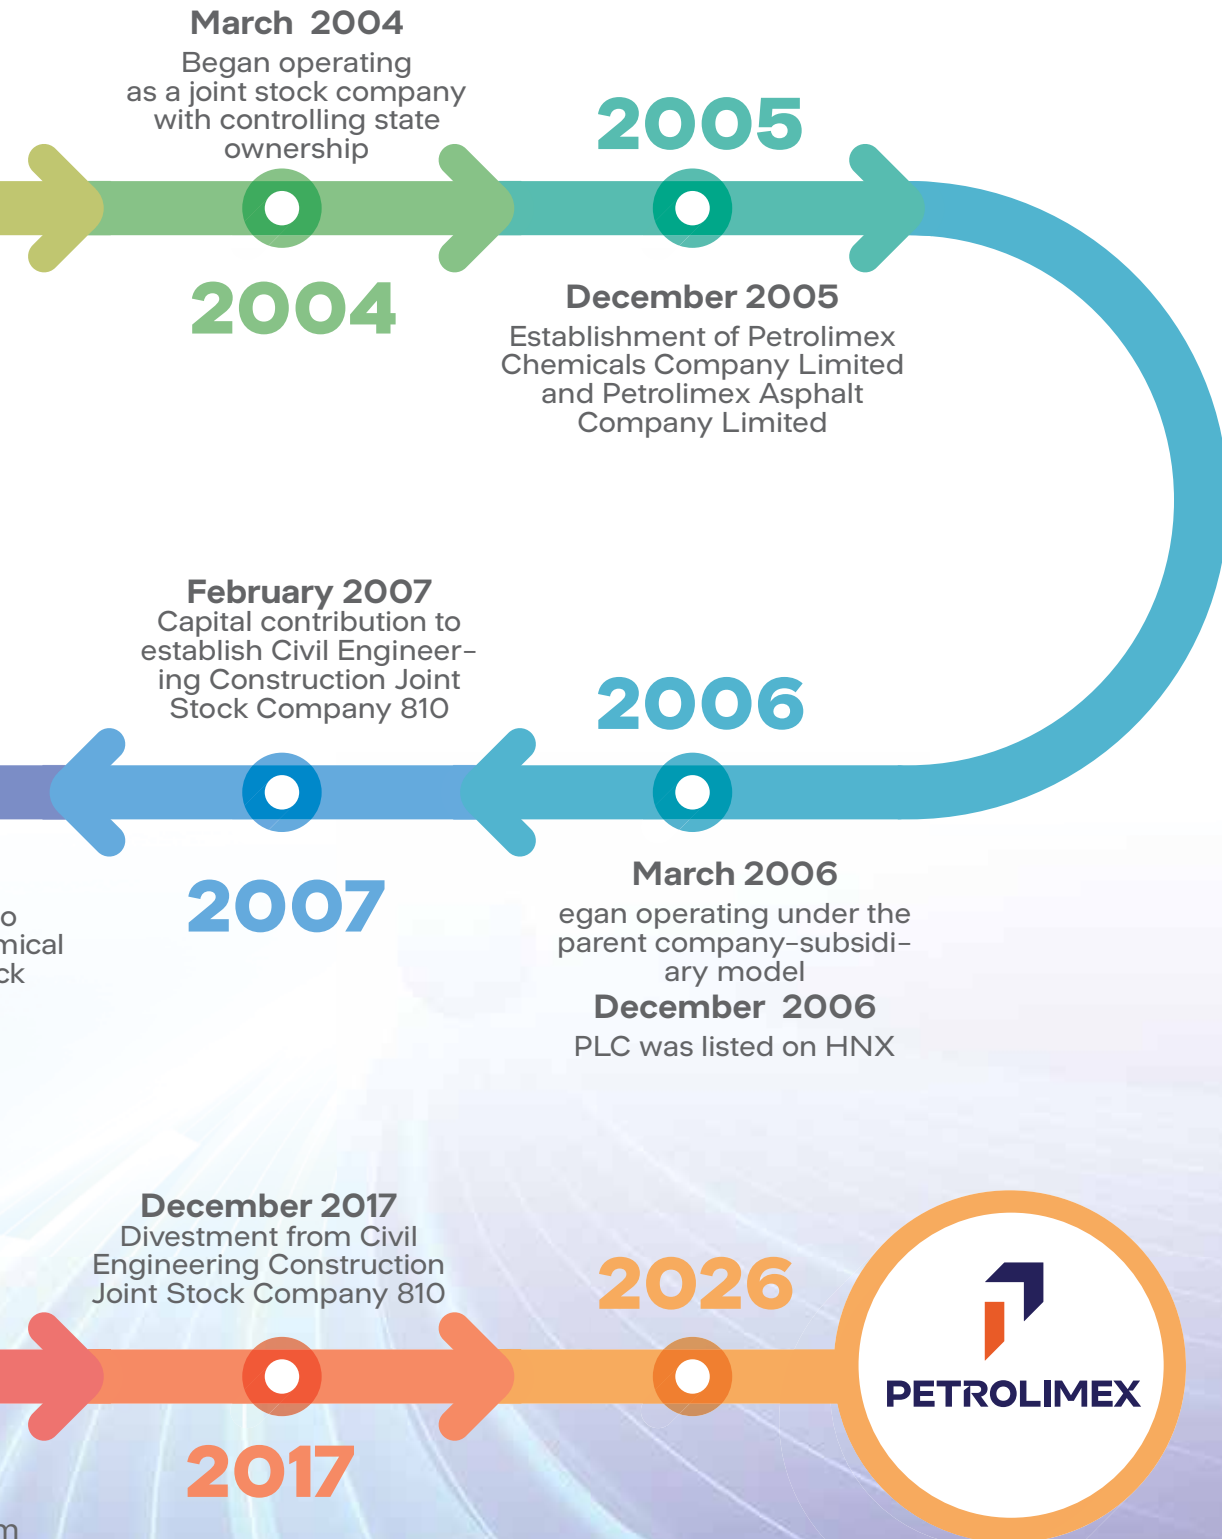 March 2004
Began operating
as a joint stock company
with controlling state
ownership
2005
2004
December 2005
Establishment of Petrolimex
Chemicals Company Limited
and Petrolimex Asphalt
Company Limited
February 2007
Capital contribution to
establish Civil Engineer-
ing Construction Joint
Stock Company 810
2006
2007
March 2006
egan operating under the
parent company-subsidi-
ary model
December 2006
PLC was listed on HNX
o
mical
ck
December 2017
Divestment from Civil
Engineering Construction
Joint Stock Company 810
2026
PETROLIMEX
2017
m